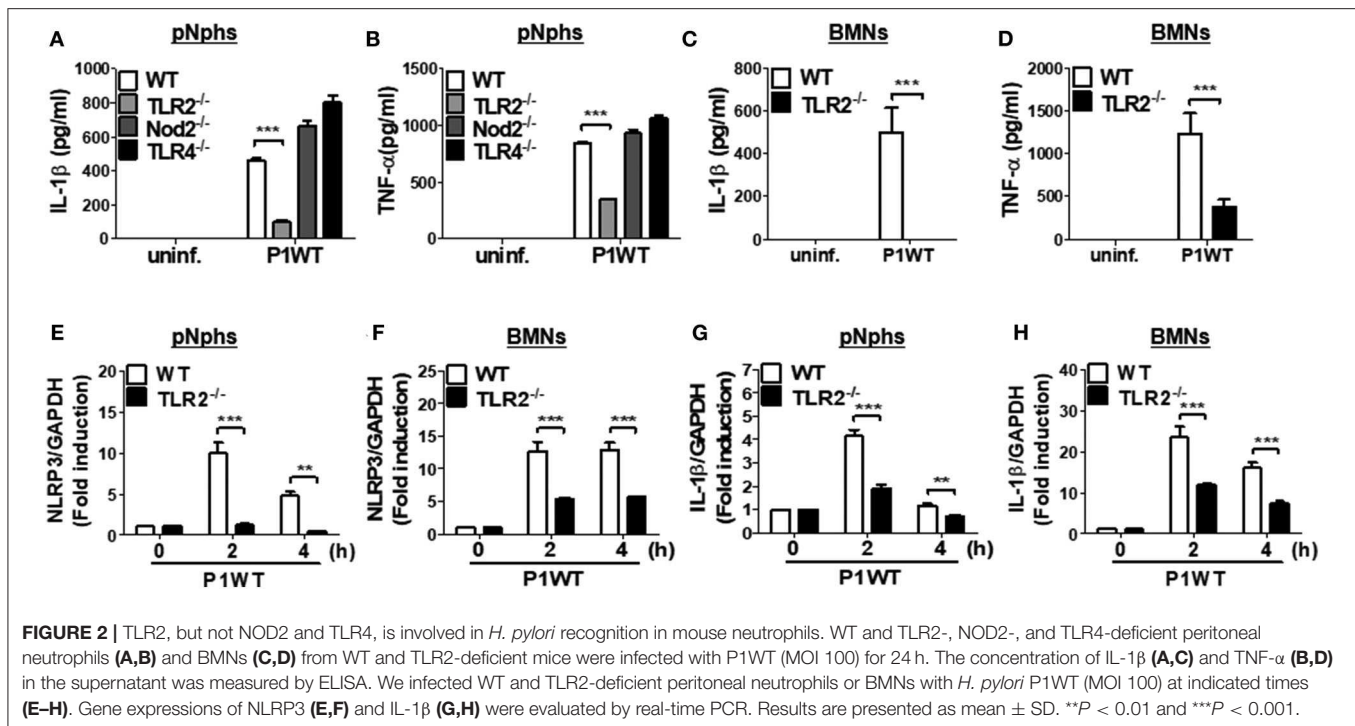 A
pNphs
IL-1β (pg/ml)
1000
800
600
400
200
0
WT
TLR2-/-
Nod2-/-
TLR4-/-
***
uninf.
P1WT
B
pNphs
TNF-α(pg/ml)
1500
1000
500
0
WT
TLR2-/-
Nod2-/-
TLR4-/-
***
uninf.
P1WT
C
BMNs
IL-1β (pg/ml)
800
600
400
200
0
WT
TLR2-/-
***
uninf.
P1WT
D
BMNs
TNF-α (pg/ml)
2000
1500
1000
500
0
WT
TLR2-/-
***
uninf.
P1WT
E
pNphs
NLRP3/GAPDH
(Fold induction)
20
15
10
5
0
WT
TLR2-/-
***
**
0 2 4 (h)
P1WT
F
BMNs
NLRP3/GAPDH
(Fold induction)
25
20
15
10
5
0
WT
TLR2-/-
***
***
0 2 4 (h)
P1WT
G
pNphs
IL-1β/GAPDH
(Fold induction)
7
6
5
4
3
2
1
0
WT
TLR2-/-
***
**
0 2 4 (h)
P1WT
H
BMNs
IL-1β/GAPDH
(Fold induction)
40
30
20
10
0
WT
TLR2-/-
***
***
0 2 4 (h)
P1WT
FIGURE 2 | TLR2, but not NOD2 and TLR4, is involved in H. pylori recognition in mouse neutrophils. WT and TLR2-, NOD2-, and TLR4-deficient peritoneal
neutrophils (A,B) and BMNs (C,D) from WT and TLR2-deficient mice were infected with P1WT (MOI 100) for 24 h. The concentration of IL-1β (A,C) and TNF-α (B,D)
in the supernatant was measured by ELISA. We infected WT and TLR2-deficient peritoneal neutrophils or BMNs with H. pylori P1WT (MOI 100) at indicated times
(E–H). Gene expressions of NLRP3 (E,F) and IL-1β (G,H) were evaluated by real-time PCR. Results are presented as mean ± SD. **P < 0.01 and ***P < 0.001.